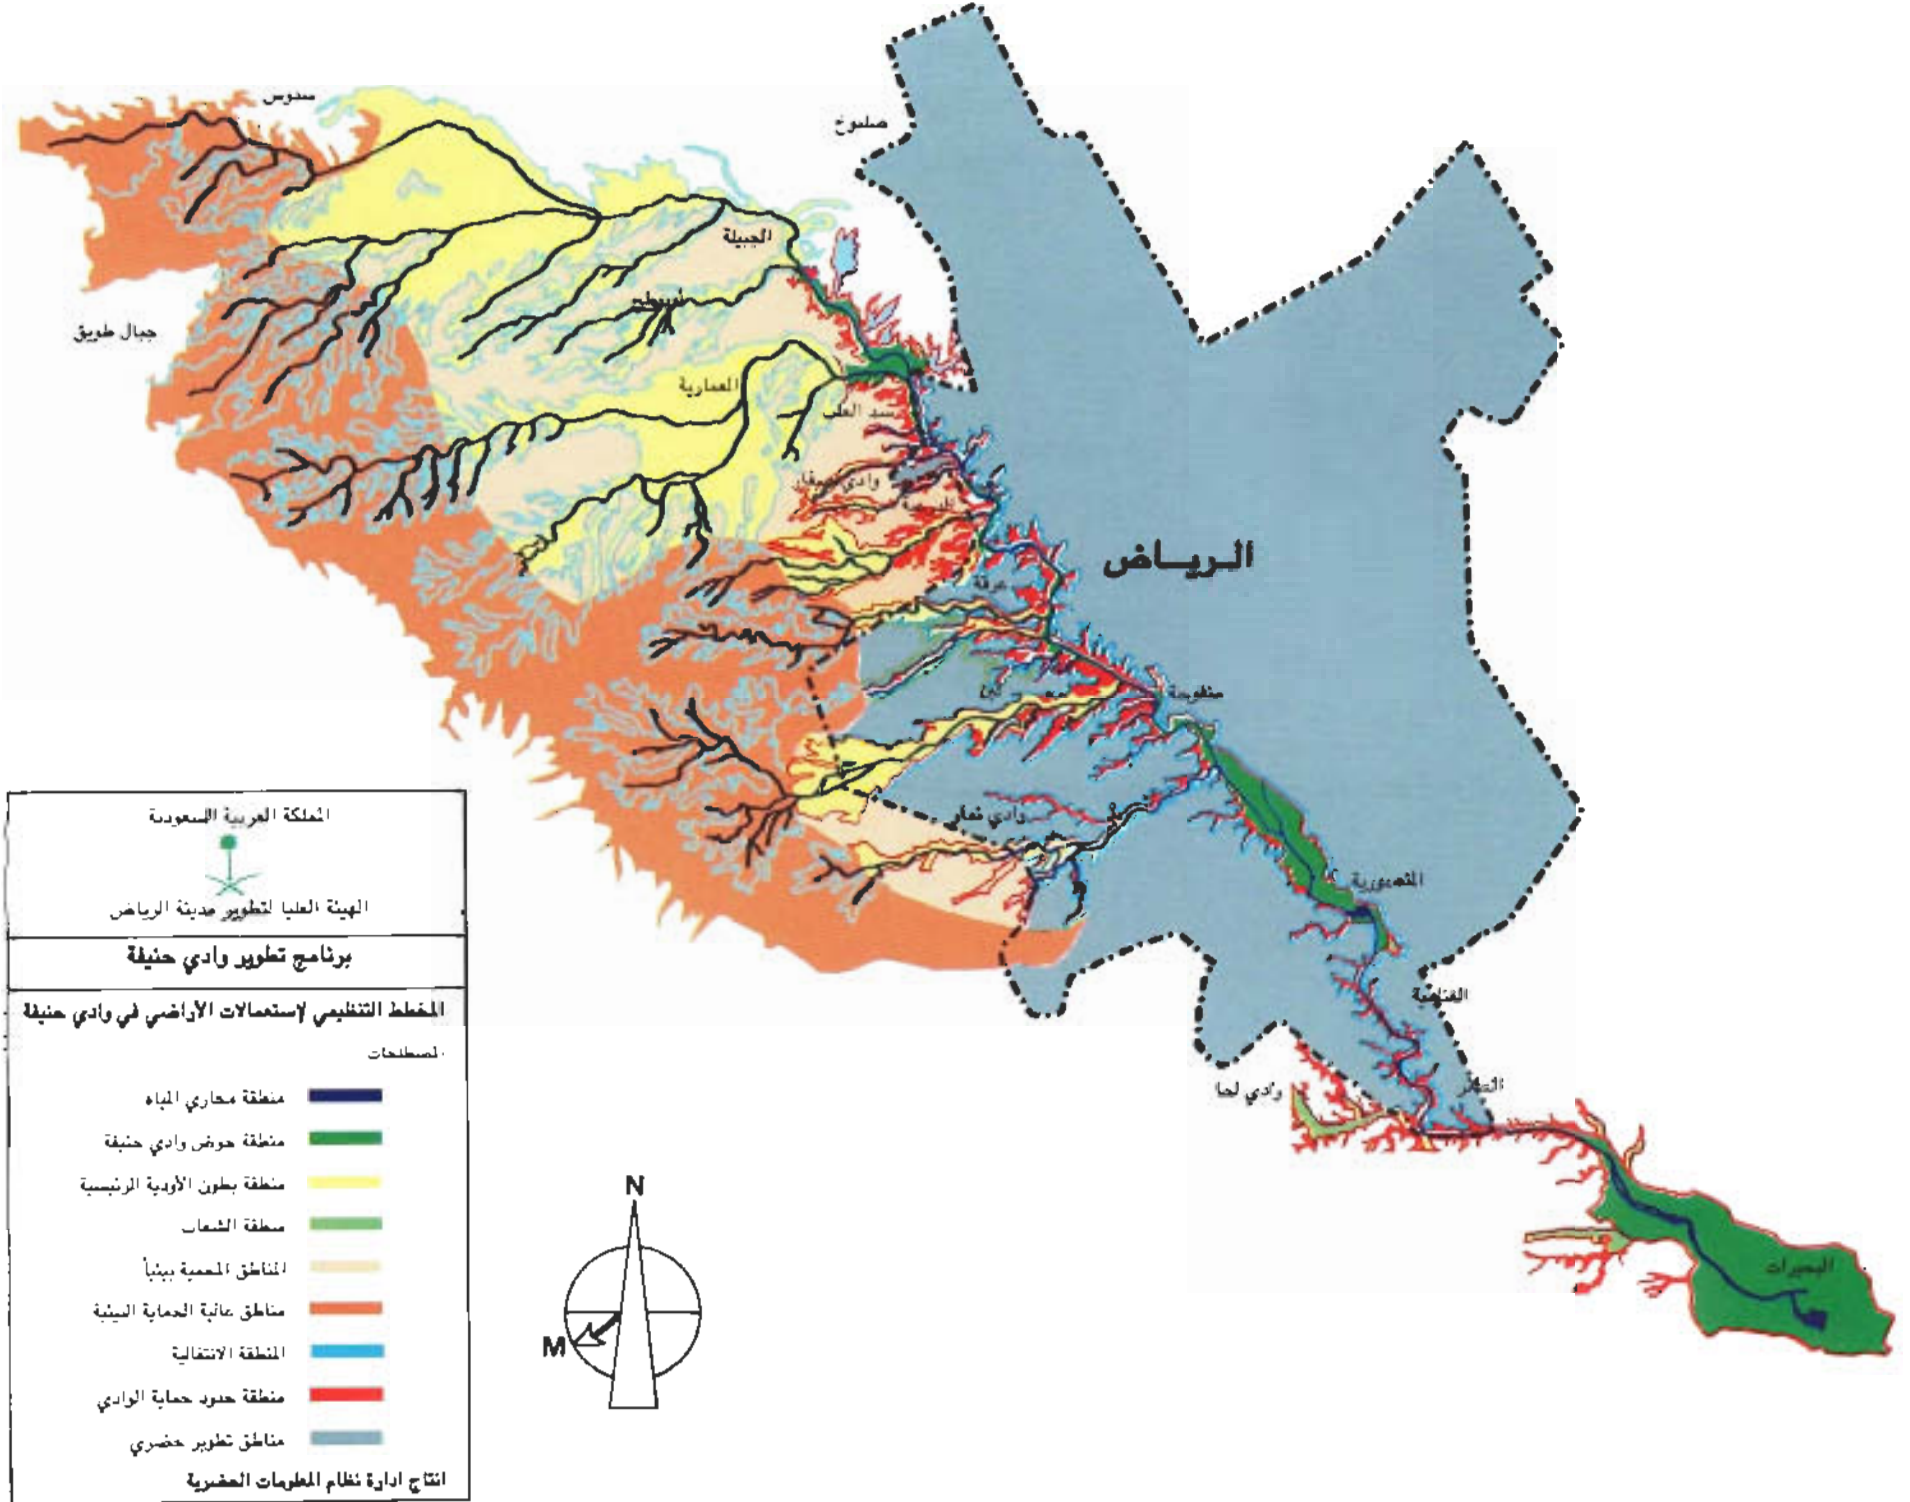 سدوس
صلبوخ
الجبيلة
جبال طويق
العمارية
سد العلب
وادي
الرياض
عرقة
منفوحة
وادي نمار
المنصورية
وادي لحا
الحائر
البحيرات
المملكة العربية السعودية
الهيئة العليا لتطوير مدينة الرياض
برنامج تطوير وادي حنيفة
المخطط التنظيمي لإستعمالات الأراضي في وادي حنيفة
المصطلحات
منطقة مجاري المياه
منطقة حوض وادي حنيفة
منطقة بطون الأودية الرئيسية
منطقة الشعاب
المناطق المحمية بيئياً
مناطق عالية الحماية البيئية
المنطقة الانتقالية
منطقة حدود حماية الوادي
مناطق تطوير حضري
انتاج ادارة نظام المعلومات الحضرية
N
M